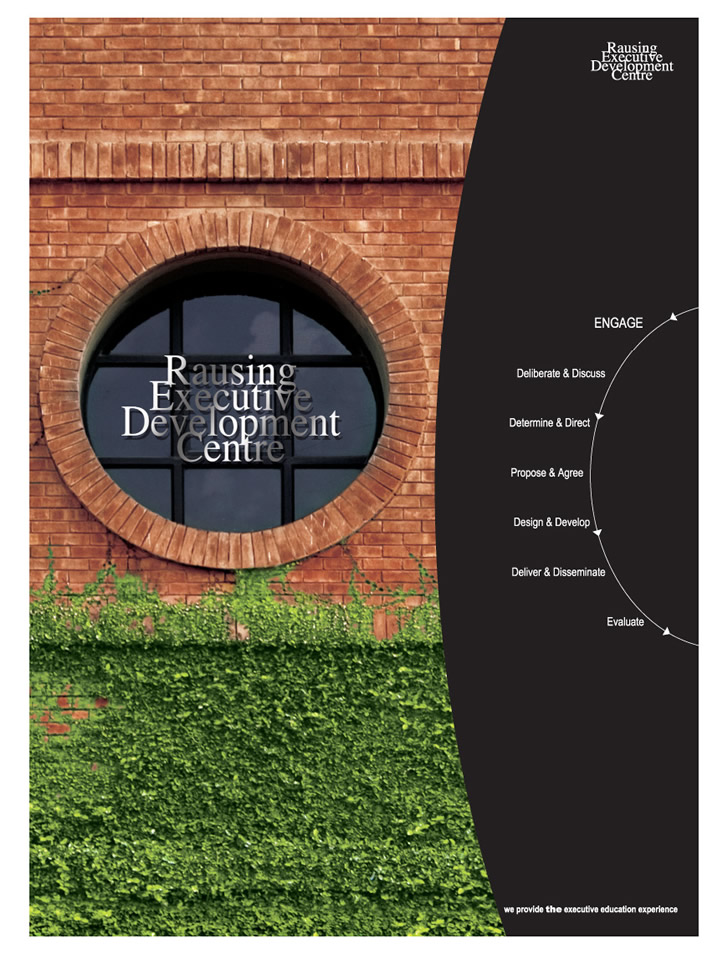 Rausing
Executive
Development
Centre
Rausing
Executive
Development
Centre
ENGAGE
Deliberate & Discuss
Determine & Direct
Propose & Agree
Design & Develop
Deliver & Disseminate
Evaluate
we provide the executive education experience